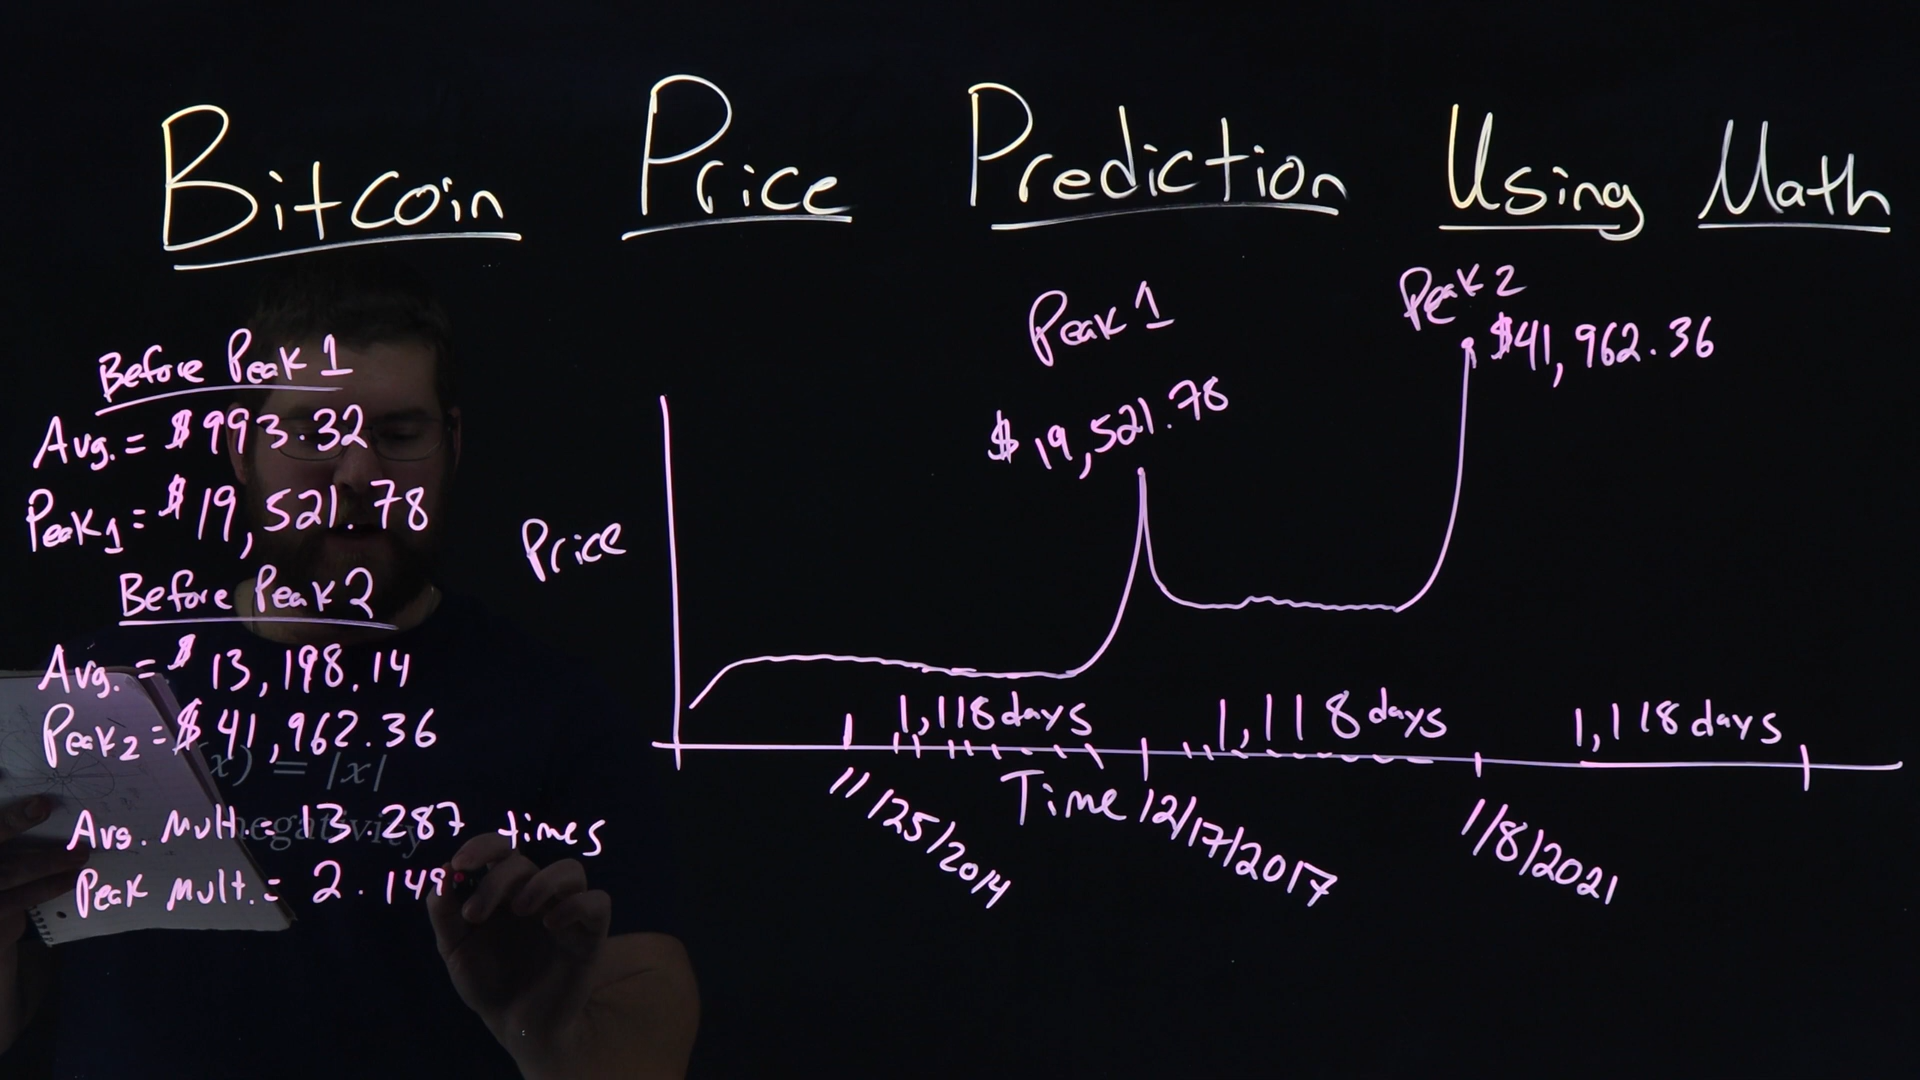 Bitcoin Price Prediction Using Math
Before Peak 1
Avg. = $993.32
Peak1 = $19,521.78
Before Peak 2
Avg. = $13,198.14
Peak2 = $41,962.36
(x) = |x|
negativity
Avg. Mult. = 13.287 times
Peak Mult. = 2.149
Price
Peak 1
$19,521.78
Peak 2
$41,962.36
1,118 days
1,118 days
1,118 days
Time
11/25/2014
12/17/2017
1/8/2021